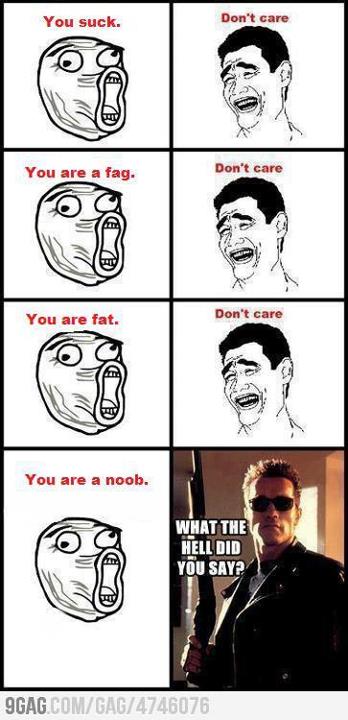 You suck.
Don't care
You are a fag.
Don't care
You are fat.
Don't care
You are a noob.
WHAT THE
HELL DID
YOU SAY?
9GAG.COM/GAG/4746076